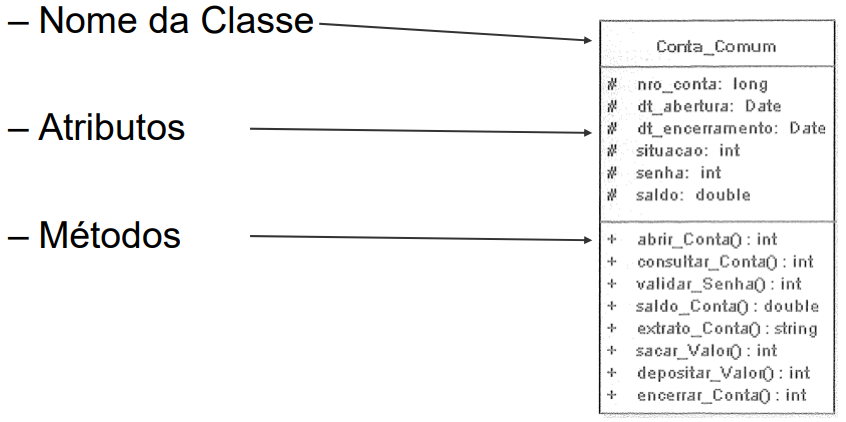 – Nome da Classe
Conta_Comum
– Atributos
# nro_conta: long
# dt_abertura: Date
# dt_encerramento: Date
# situacao: int
# senha: int
# saldo: double
– Métodos
+ abrir_Conta() : int
+ consultar_Conta() : int
+ validar_Senha() : int
+ saldo_Conta() : double
+ extrato_Conta() : string
+ sacar_Valor() : int
+ depositar_Valor() : int
+ encerrar_Conta() : int